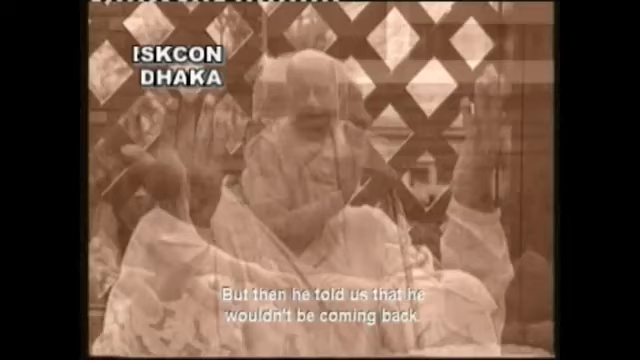 ISKCON
DHAKA
But then he told us that he
wouldn't be coming back.